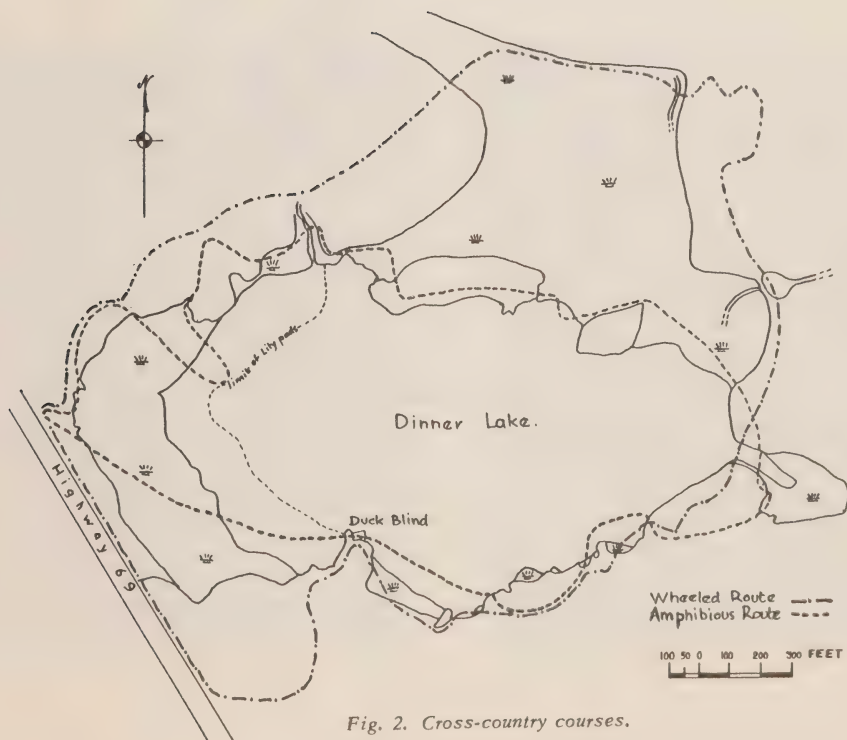 N
limit of lily pads
Dinner Lake.
Highway 69
Duck Blind
Wheeled Route
Amphibious Route
100 50 0 100 200 300 FEET
Fig. 2. Cross-country courses.